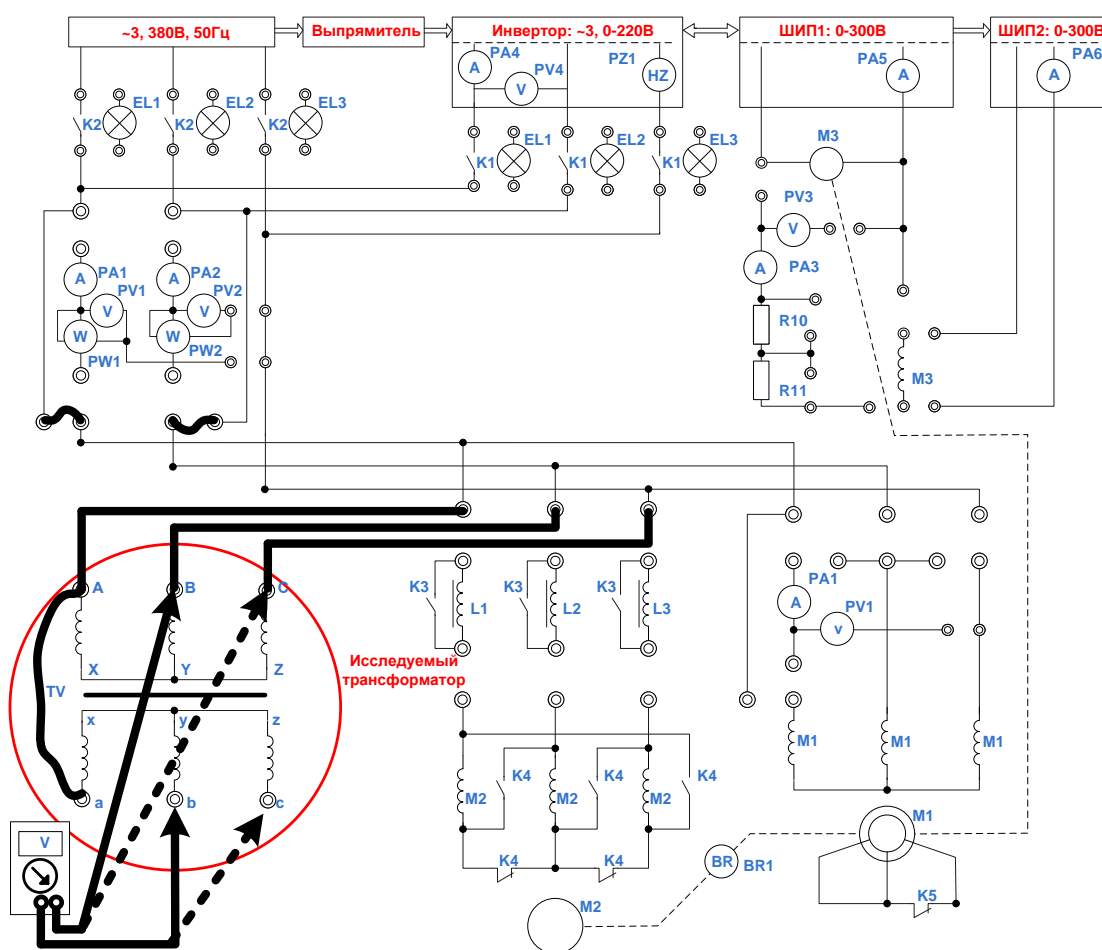 ~3, 380В, 50Гц
Выпрямитель
Инвертор: ~3, 0-220В
ШИП1: 0-300В
ШИП2: 0-300В
PA4
A
PV4
V
PZ1
HZ
PA5
A
PA6
A
EL1
EL2
EL3
K2
K2
K2
EL1
EL2
EL3
K1
K1
K1
M3
PV3
V
A
PA3
A
PA1
A
PA2
PV1
PV2
V
V
W
W
PW1
PW2
R10
R11
M3
A
B
C
K3
K3
K3
L1
L2
L3
PA1
A
PV1
v
X
Y
Z
Исследуемый
трансформатор
TV
x
y
z
M1
M1
M1
K4
K4
K4
M2
M2
M2
a
b
c
V
M1
K4
K4
BR
BR1
K5
M2